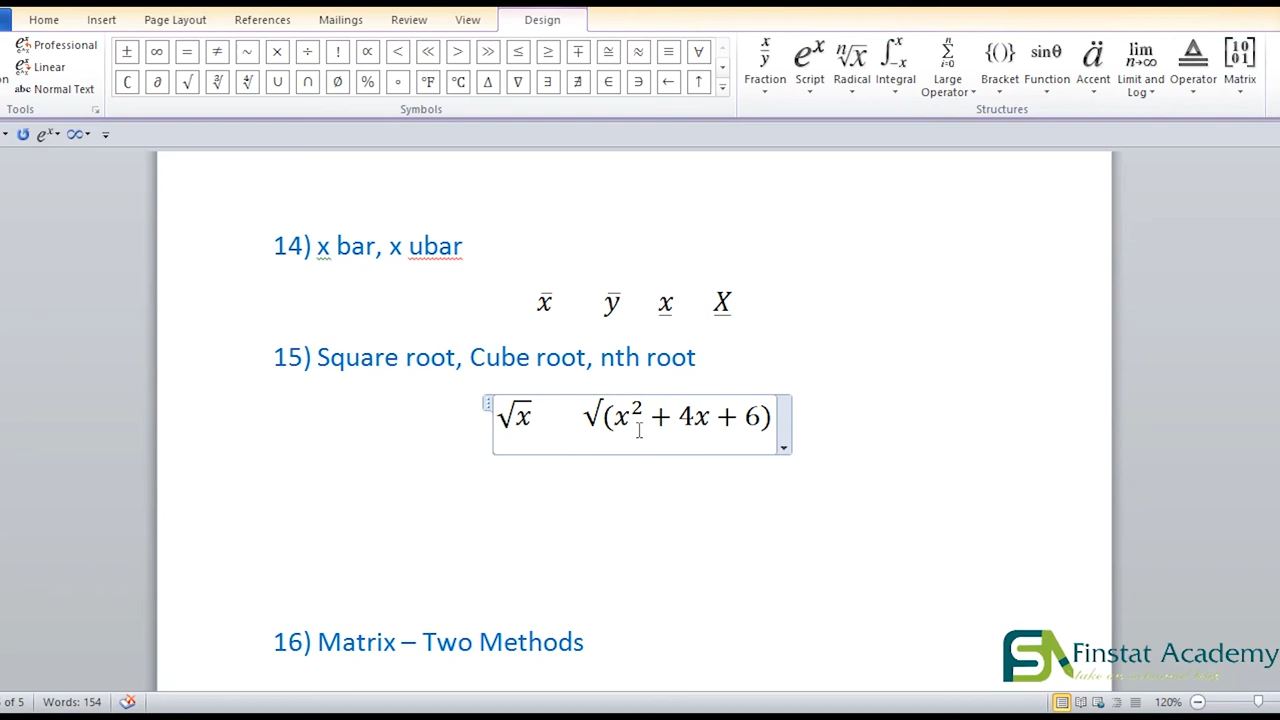 Home Insert Page Layout References Mailings Review View Design
Professional
Linear
abc Normal Text
Tools
± ∞ = ≠ ~ × ÷ ! ∝ < ≪ > ≫ ≤ ≥ ∓ ≅ ≈ ≡ ∀
∁ ∂ √ ∛ ∜ ∪ ∩ ∅ % ° °F °C ∆ ∇ ∃ ∄ ∈ ∋ ← ↑
Symbols
Fraction Script Radical Integral Large Operator Bracket Function Accent Limit and Log Operator Matrix
Structures
14) x bar, x ubar
x̅ y̅ x̲ X̲
15) Square root, Cube root, nth root
√x √(x² + 4x + 6)
16) Matrix – Two Methods
Finstat Academy
of 5 Words: 154 120%